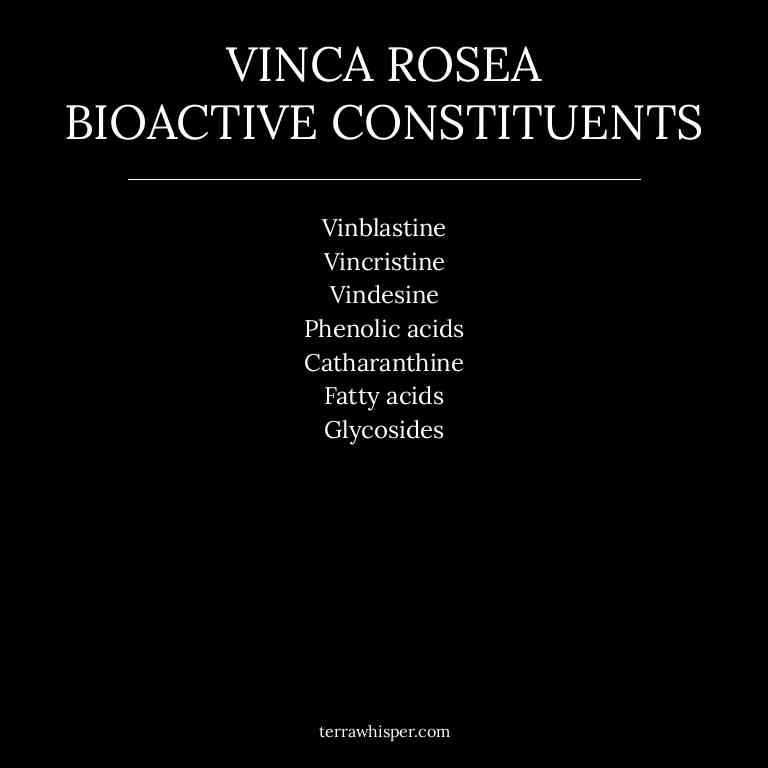 VINCA ROSEA
BIOACTIVE CONSTITUENTS
Vinblastine
Vincristine
Vindesine
Phenolic acids
Catharanthine
Fatty acids
Glycosides
terrawhisper.com